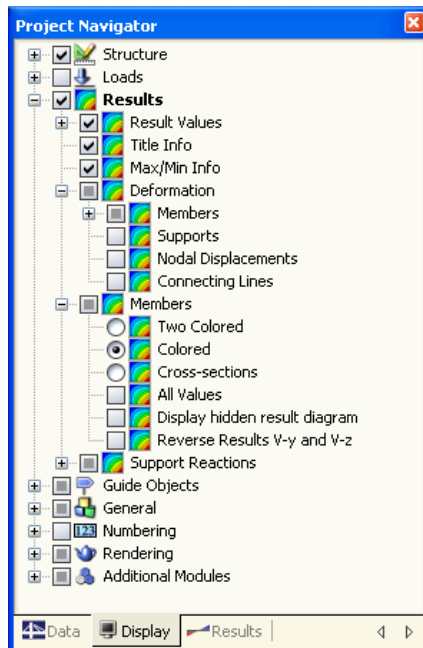 Project Navigator
Structure
Loads
Results
Result Values
Title Info
Max/Min Info
Deformation
Members
Supports
Nodal Displacements
Connecting Lines
Members
Two Colored
Colored
Cross-sections
All Values
Display hidden result diagram
Reverse Results V-y and V-z
Support Reactions
Guide Objects
General
123 Numbering
Rendering
Additional Modules
Data Display Results